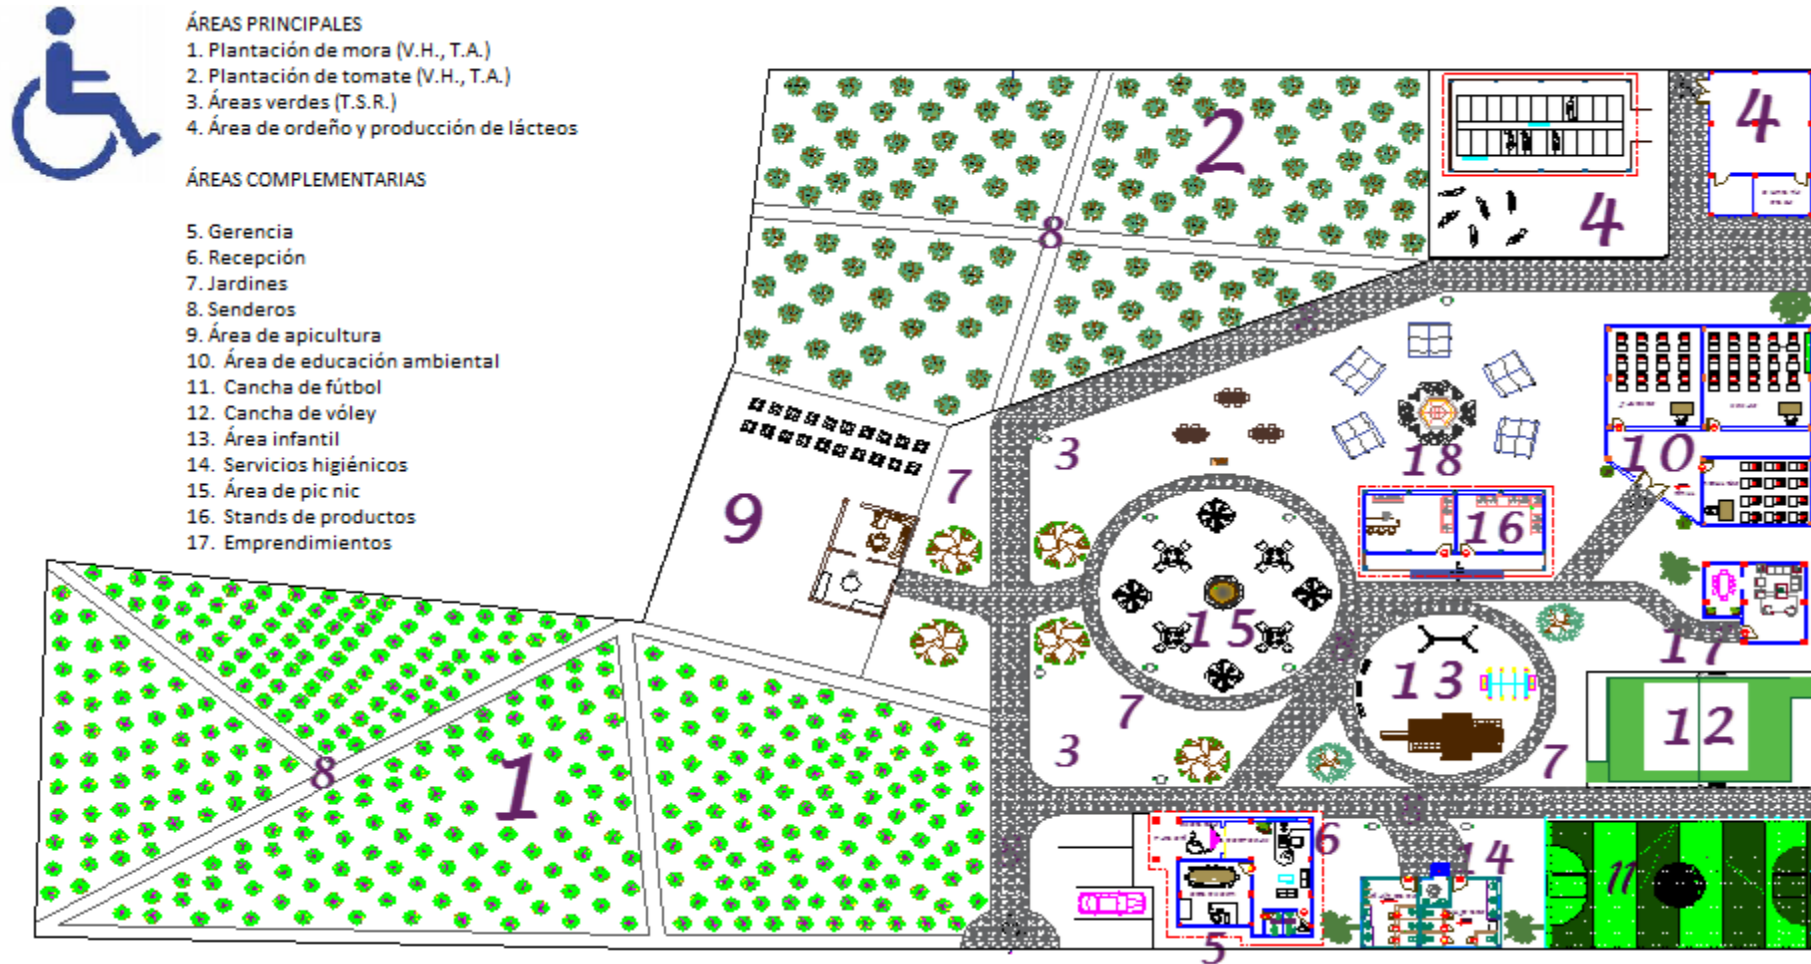 ÁREAS PRINCIPALES
1. Plantación de mora (V.H., T.A.)
2. Plantación de tomate (V.H., T.A.)
3. Áreas verdes (T.S.R.)
4. Área de ordeño y producción de lácteos
ÁREAS COMPLEMENTARIAS
5. Gerencia
6. Recepción
7. Jardines
8. Senderos
9. Área de apicultura
10. Área de educación ambiental
11. Cancha de fútbol
12. Cancha de vóley
13. Área infantil
14. Servicios higiénicos
15. Área de pic nic
16. Stands de productos
17. Emprendimientos
2
4
4
8
3
7
18
10
9
16
15
17
13
7
12
3
7
8
1
6
14
11
5